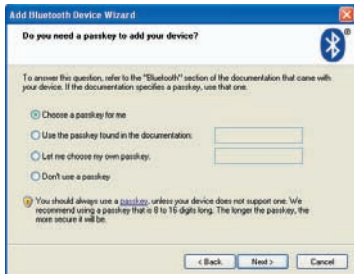 Add Bluetooth Device Wizard
Do you need a passkey to add your device?
To answer this question, refer to the "Bluetooth" section of the documentation that came with
your device. If the documentation specifies a passkey, use that one.
Choose a passkey for me
Use the passkey found in the documentation:
Let me choose my own passkey:
Don't use a passkey
You should always use a passkey, unless your device does not support one. We
recommend using a passkey that is 8 to 16 digits long. The longer the passkey, the
more secure it will be.
< Back
Next >
Cancel